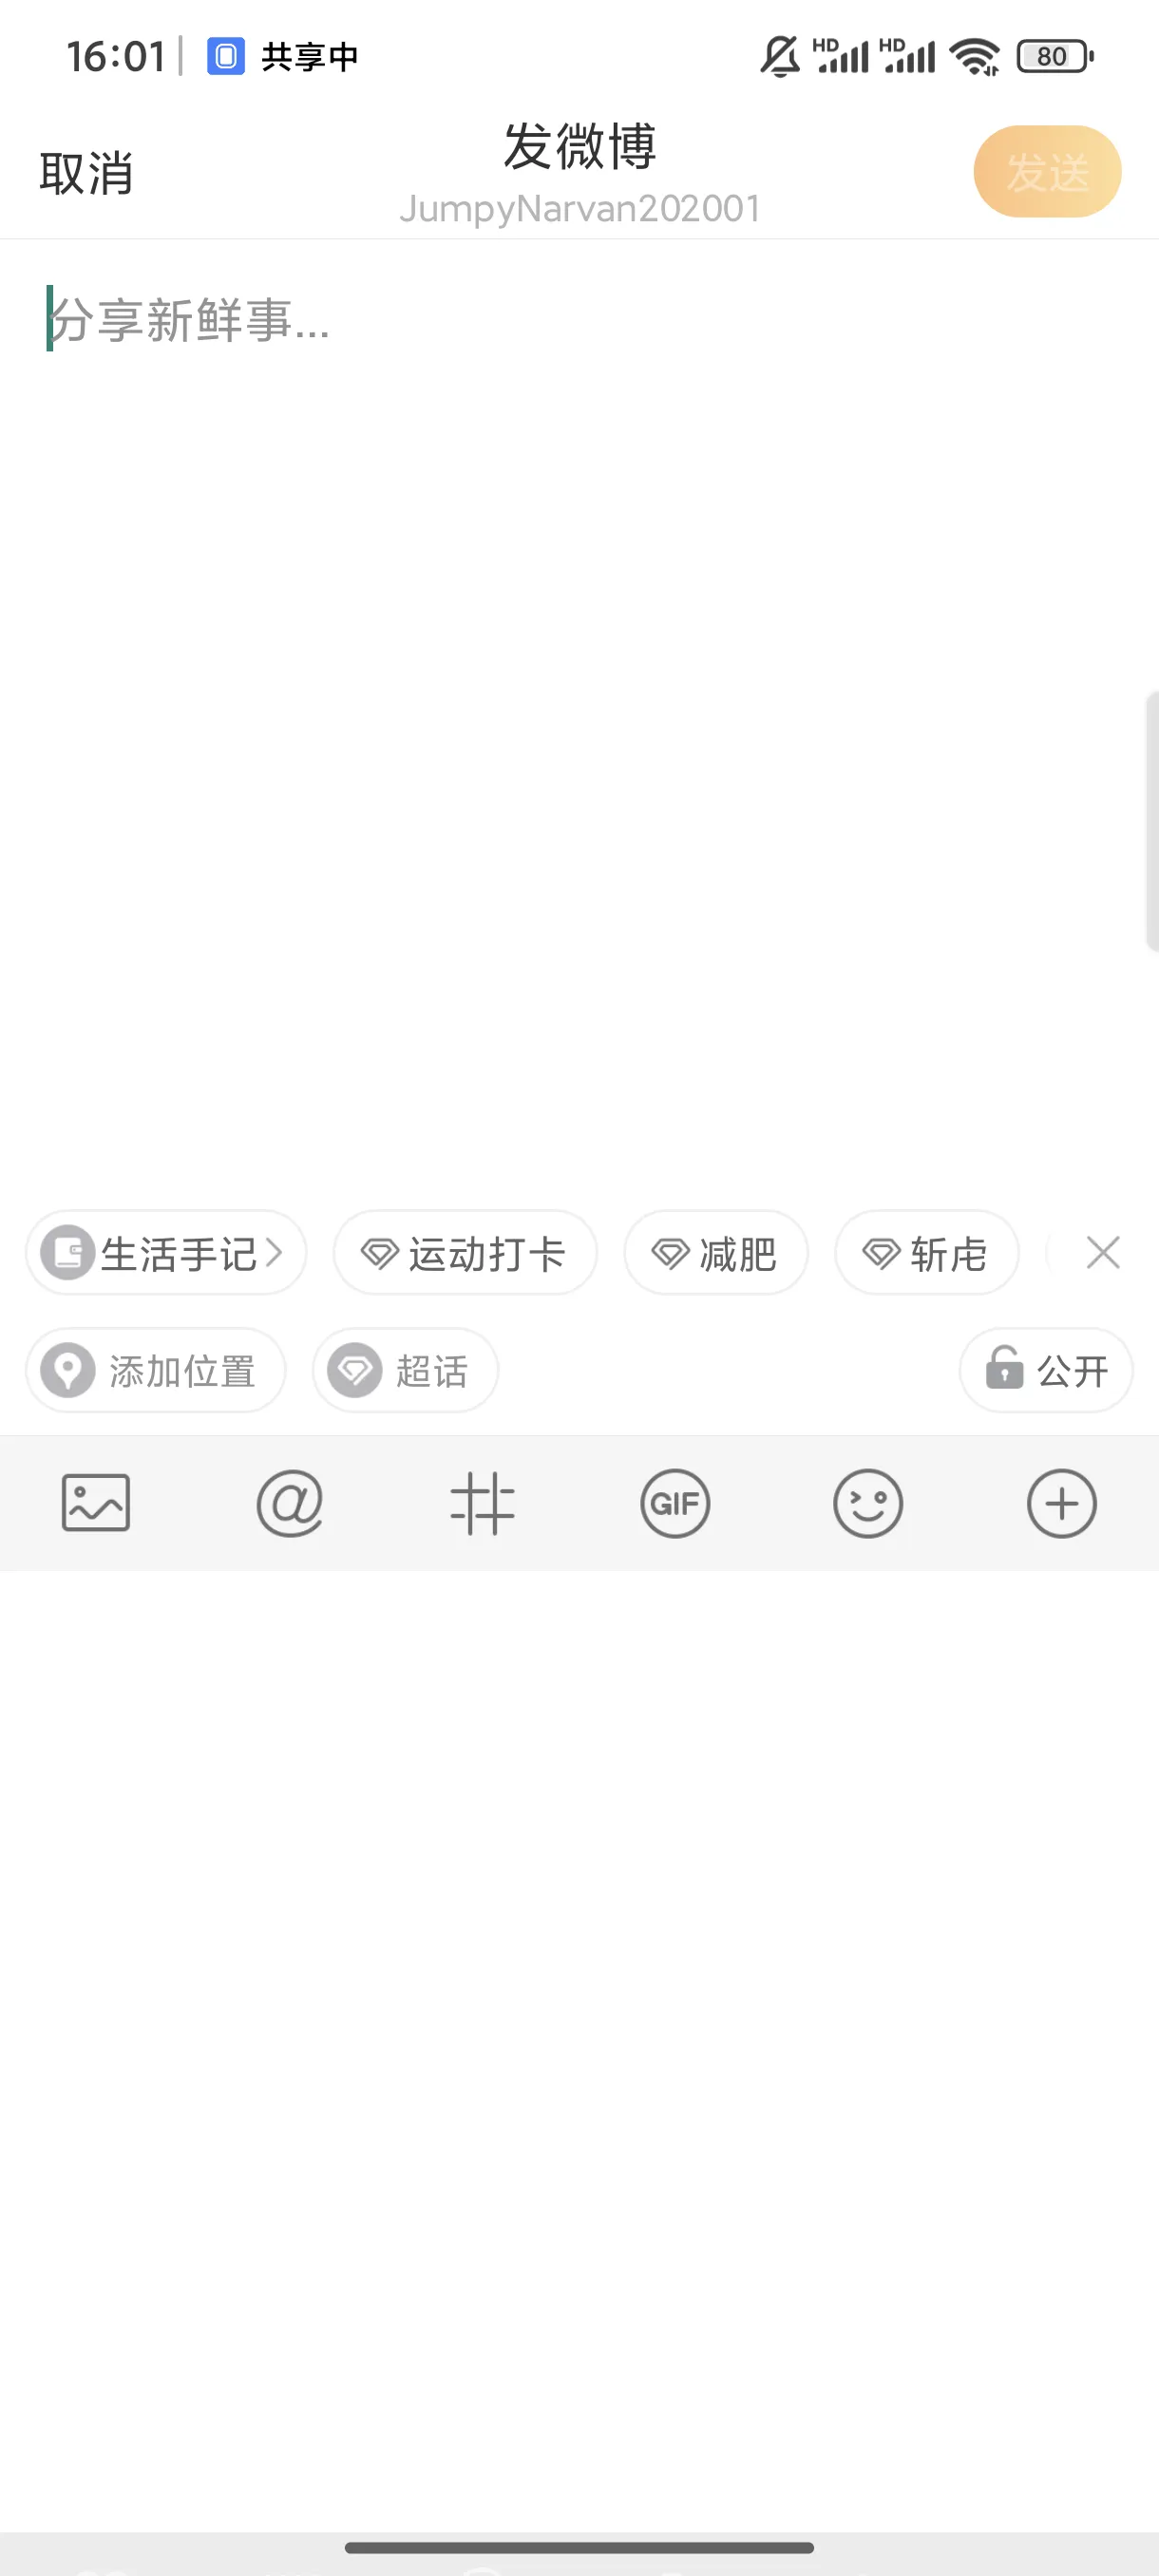 16:01 共享中 HD HD 80
取消 发微博 发送
JumpyNarvan202001
分享新鲜事...
生活手记 运动打卡 减肥 斩虑
添加位置 超话 公开
@ GIF